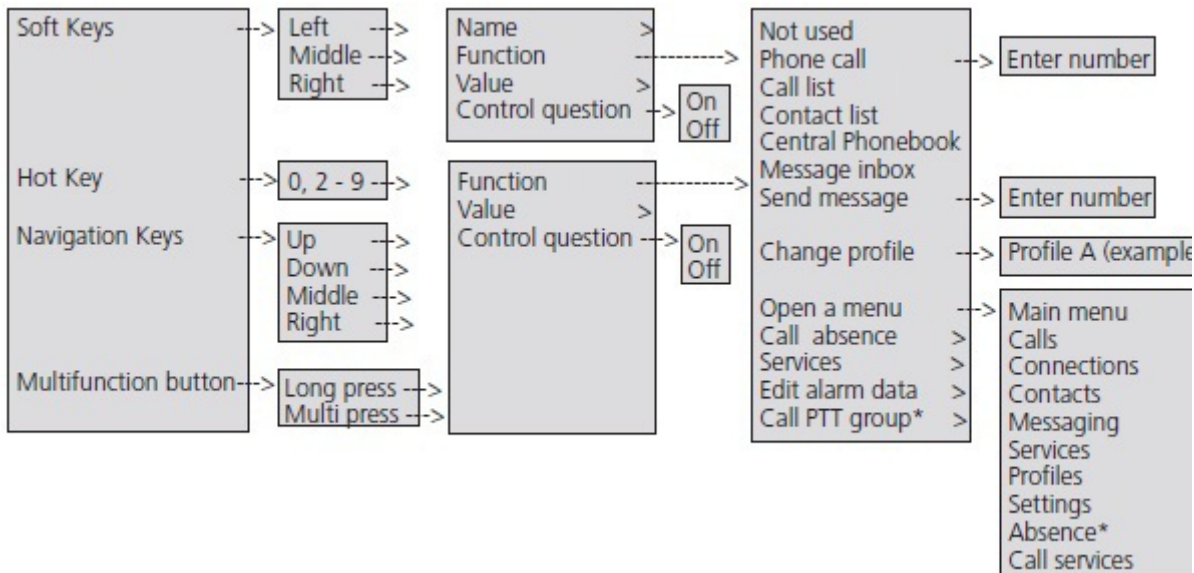 Soft Keys --->
Left --->
Middle --->
Right --->
Name >
Function ----------->
Value >
Control question -->
On
Off
Hot Key --->
0, 2 - 9 --->
Navigation Keys --->
Up --->
Down --->
Middle --->
Right --->
Multifunction button-->
Long press --->
Multi press --->
Function -------->
Value >
Control question --->
On
Off
Not used
Phone call --->
Enter number
Call list
Contact list
Central Phonebook
Message inbox
Send message --->
Enter number
Change profile --->
Profile A (example
Open a menu --->
Call absence >
Services >
Edit alarm data >
Call PTT group* >
Main menu
Calls
Connections
Contacts
Messaging
Services
Profiles
Settings
Absence*
Call services